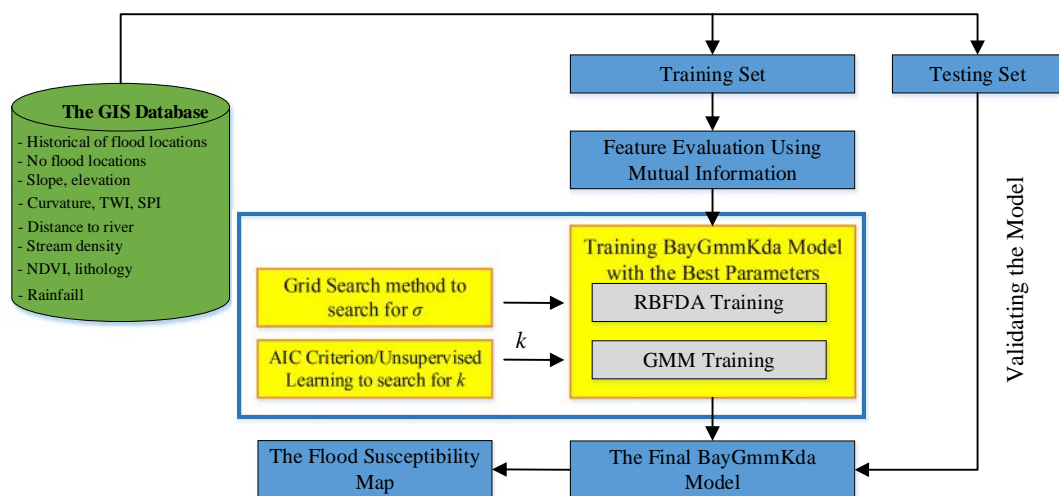 The GIS Database
- Historical of flood locations
- No flood locations
- Slope, elevation
- Curvature, TWI, SPI
- Distance to river
- Stream density
- NDVI, lithology
- Rainfaill
Training Set
Testing Set
Feature Evaluation Using
Mutual Information
Training BayGmmKda Model
with the Best Parameters
Grid Search method to
search for σ
RBFDA Training
k
AIC Criterion/Unsupervised
Learning to search for k
GMM Training
Validating the Model
The Flood Susceptibility
Map
The Final BayGmmKda
Model